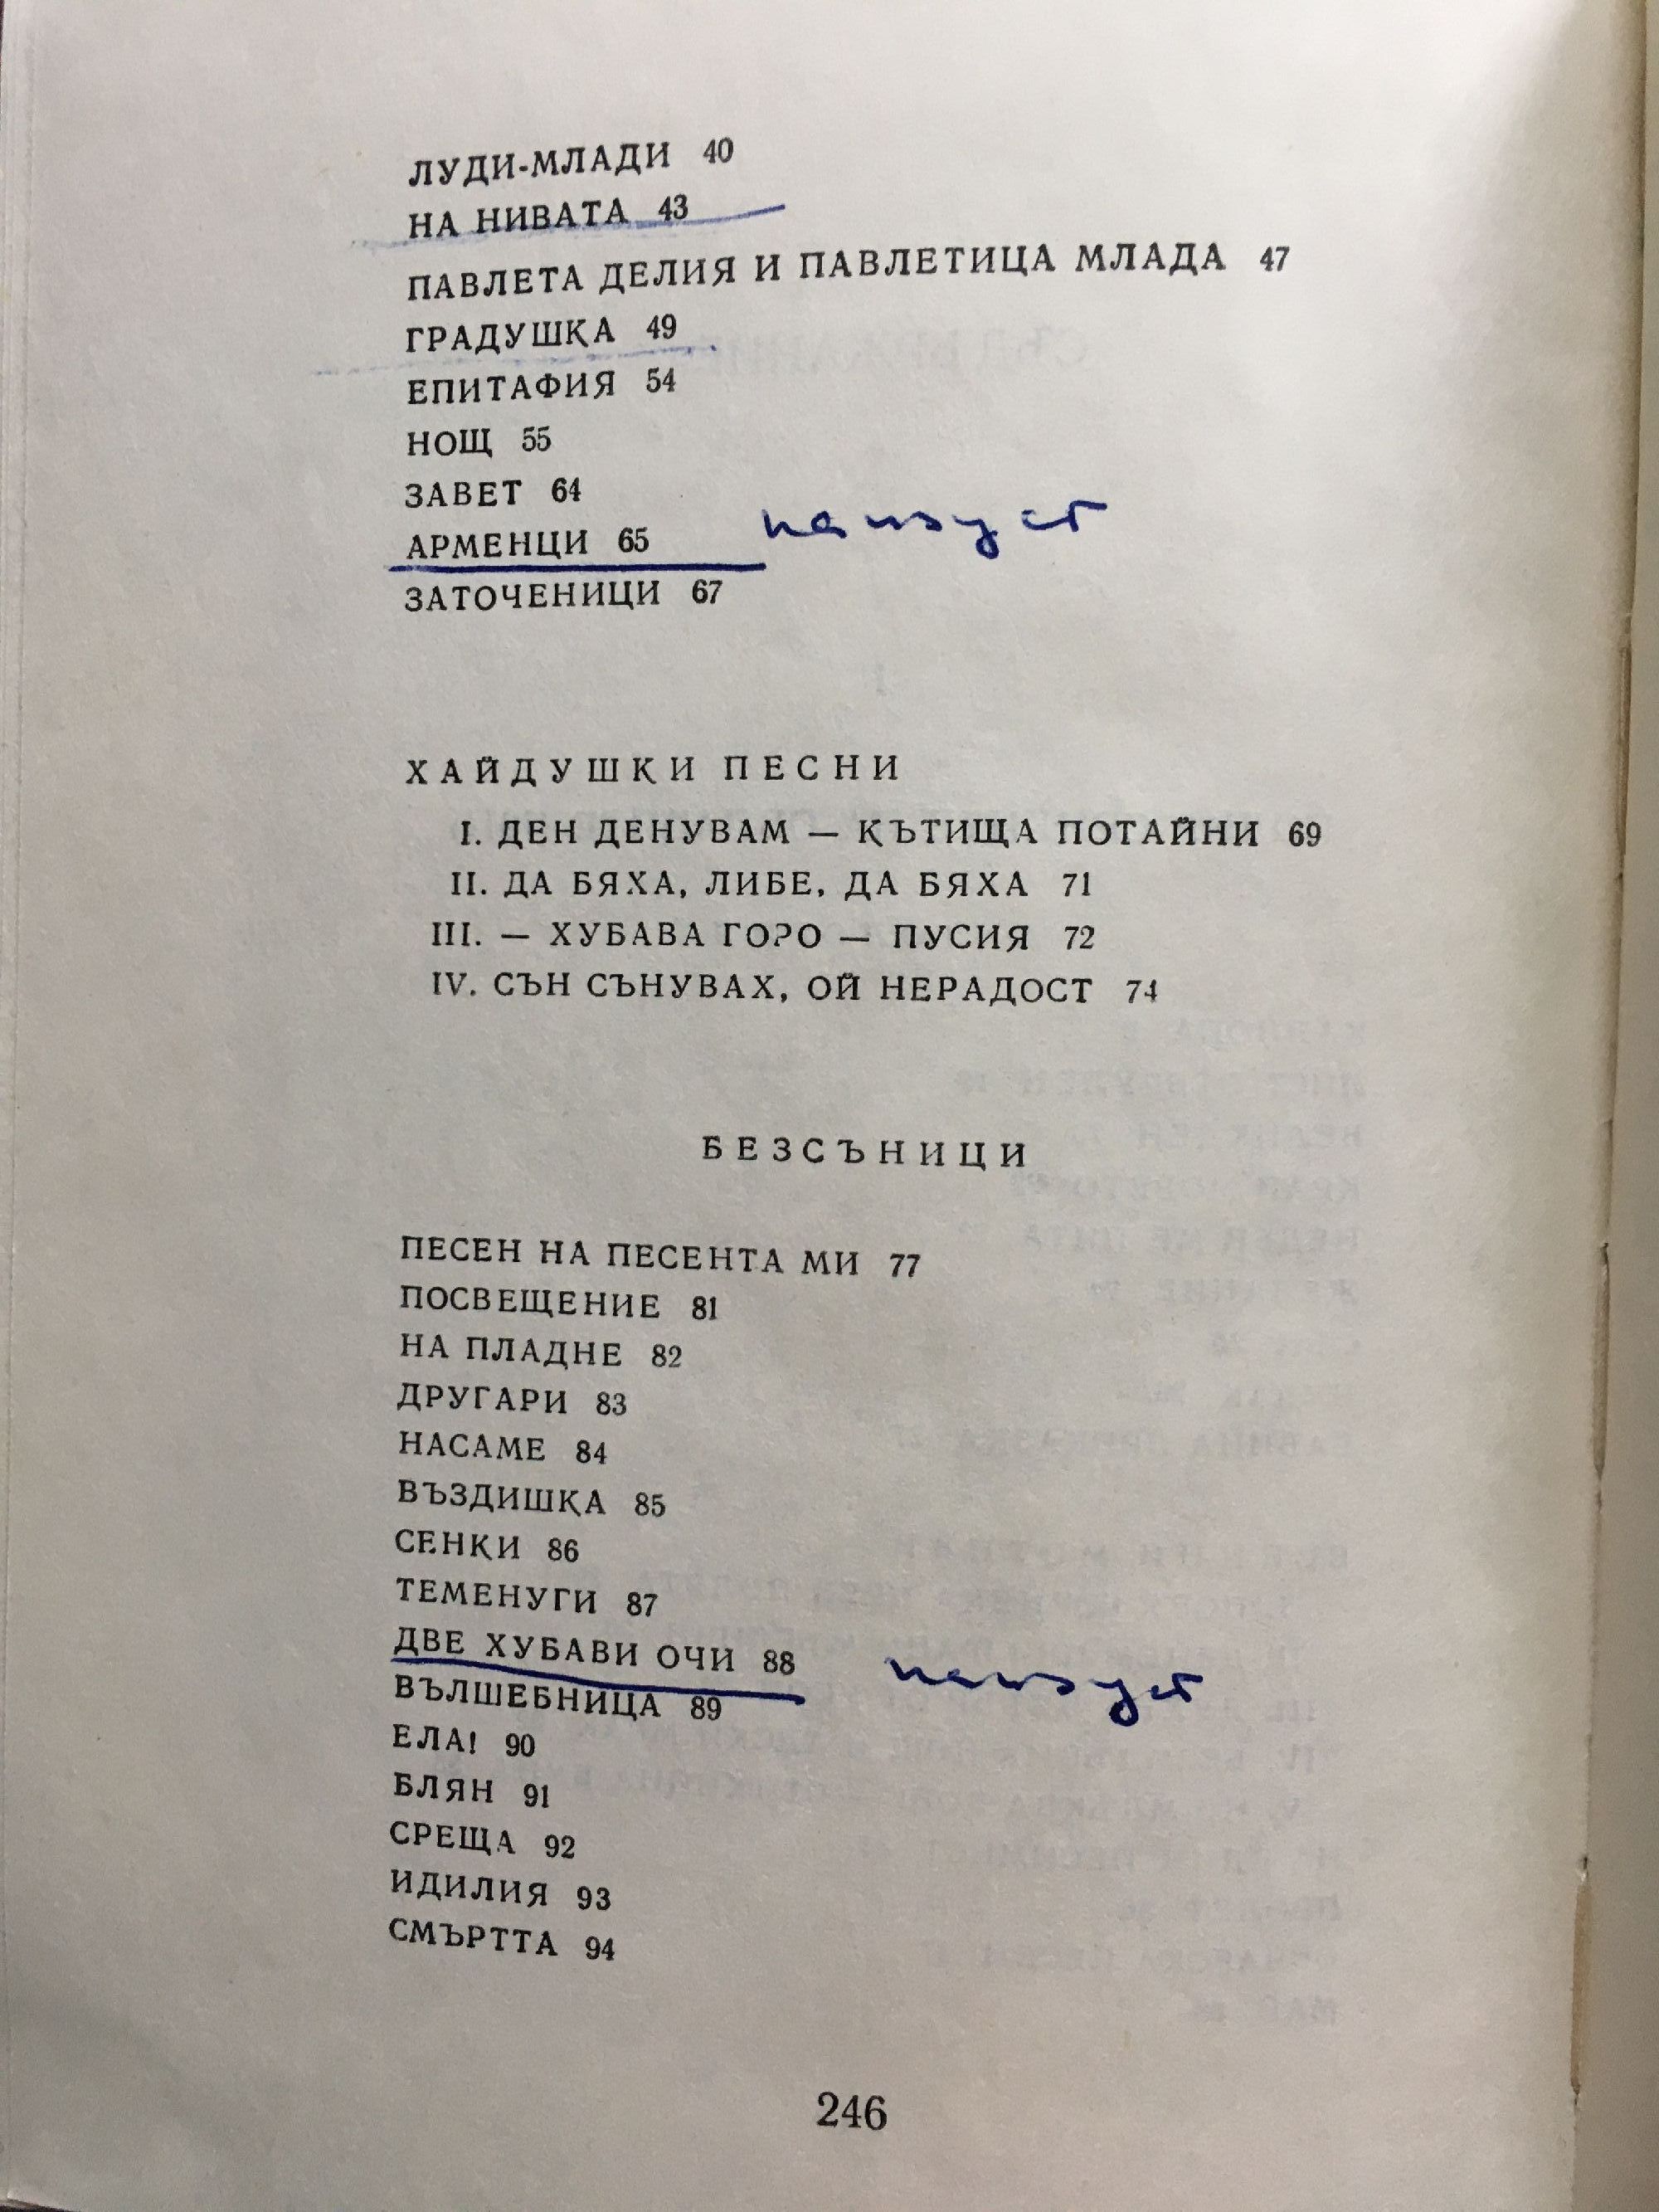 ЛУДИ-МЛАДИ 40
НА НИВАТА 43
ПАВЛЕТА ДЕЛИЯ И ПАВЛЕТИЦА МЛАДА 47
ГРАДУШКА 49
ЕПИТАФИЯ 54
НОЩ 55
ЗАВЕТ 64
АРМЕНЦИ 65 наизуст
ЗАТОЧЕНИЦИ 67
ХАЙДУШКИ ПЕСНИ
I. ДЕН ДЕНУВАМ — КЪТИЩА ПОТАЙНИ 69
II. ДА БЯХА, ЛИБЕ, ДА БЯХА 71
III. — ХУБАВА ГОРО — ПУСИЯ 72
IV. СЪН СЪНУВАХ, ОЙ НЕРАДОСТ 74
БЕЗСЪНИЦИ
ПЕСЕН НА ПЕСЕНТА МИ 77
ПОСВЕЩЕНИЕ 81
НА ПЛАДНЕ 82
ДРУГАРИ 83
НАСАМЕ 84
ВЪЗДИШКА 85
СЕНКИ 86
ТЕМЕНУГИ 87
ДВЕ ХУБАВИ ОЧИ 88 наизуст
ВЪЛШЕБНИЦА 89
ЕЛА! 90
БЛЯН 91
СРЕЩА 92
ИДИЛИЯ 93
СМЪРТТА 94
246